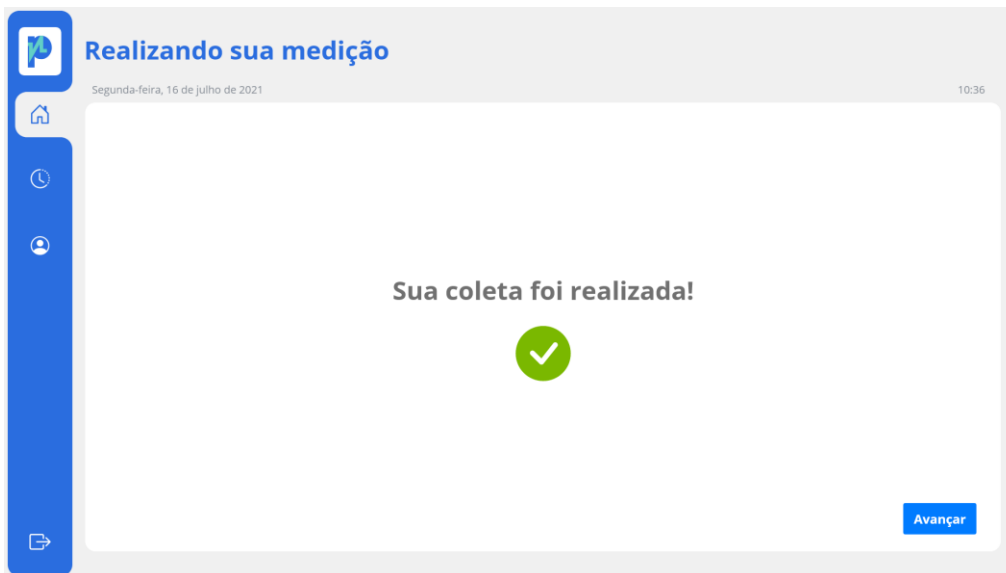 Realizando sua medição
Segunda-feira, 16 de julho de 2021
10:36
Sua coleta foi realizada!
Avançar